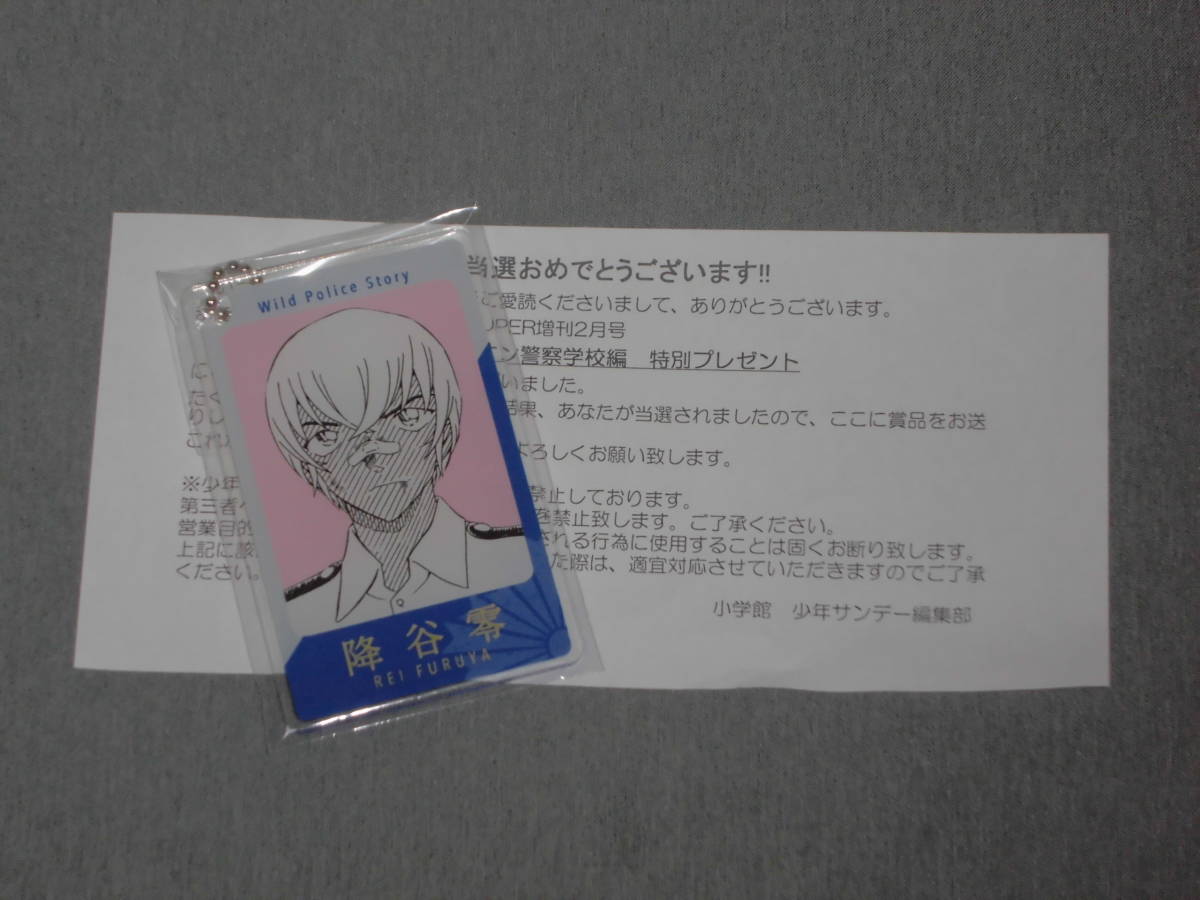 Wild Police Story
降谷零
REI FURUYA
当選おめでとうございます!!
ご愛読くださいまして、ありがとうございます。
UPER増刊2月号
ン警察学校編 特別プレゼント
いました。
結果、あなたが当選されましたので、ここに賞品をお送
りし
よろしくお願い致します。
※少年
禁止しております。
第三者
を禁止致します。ご了承ください。
営業目的
される行為に使用することは固くお断り致します。
上記に該
た際は、適宜対応させていただきますのでご了承
ください。
小学館 少年サンデー編集部